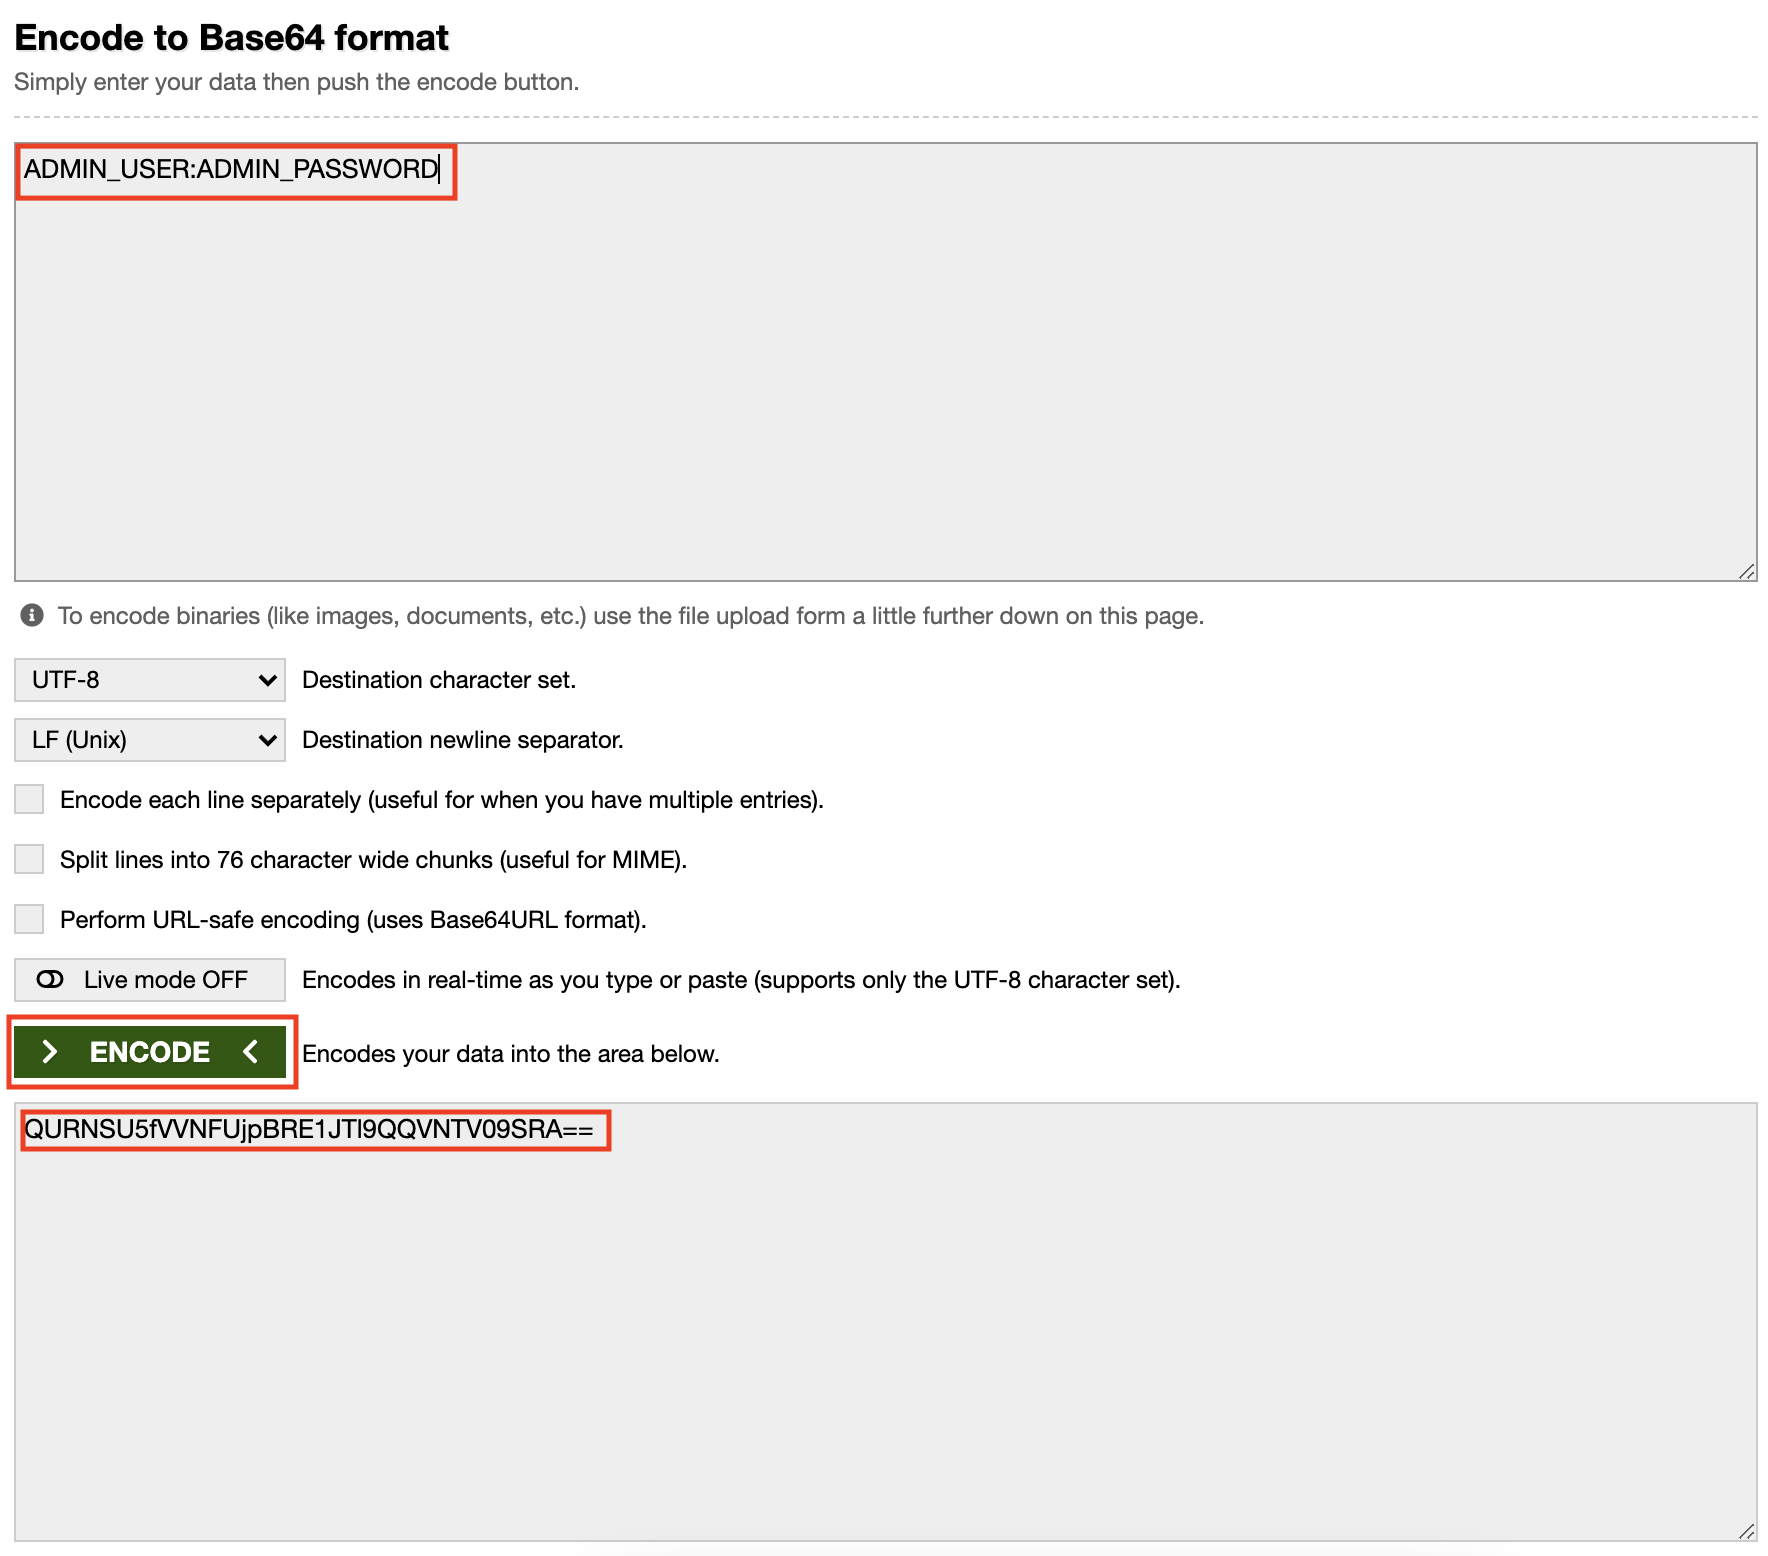 Encode to Base64 format
Simply enter your data then push the encode button.
ADMIN_USER:ADMIN_PASSWORD
To encode binaries (like images, documents, etc.) use the file upload form a little further down on this page.
UTF-8 Destination character set.
LF (Unix) Destination newline separator.
Encode each line separately (useful for when you have multiple entries).
Split lines into 76 character wide chunks (useful for MIME).
Perform URL-safe encoding (uses Base64URL format).
Live mode OFF Encodes in real-time as you type or paste (supports only the UTF-8 character set).
> ENCODE < Encodes your data into the area below.
QURNSU5fVVNFUjpBRE1JTl9QQVNTV09SRA==